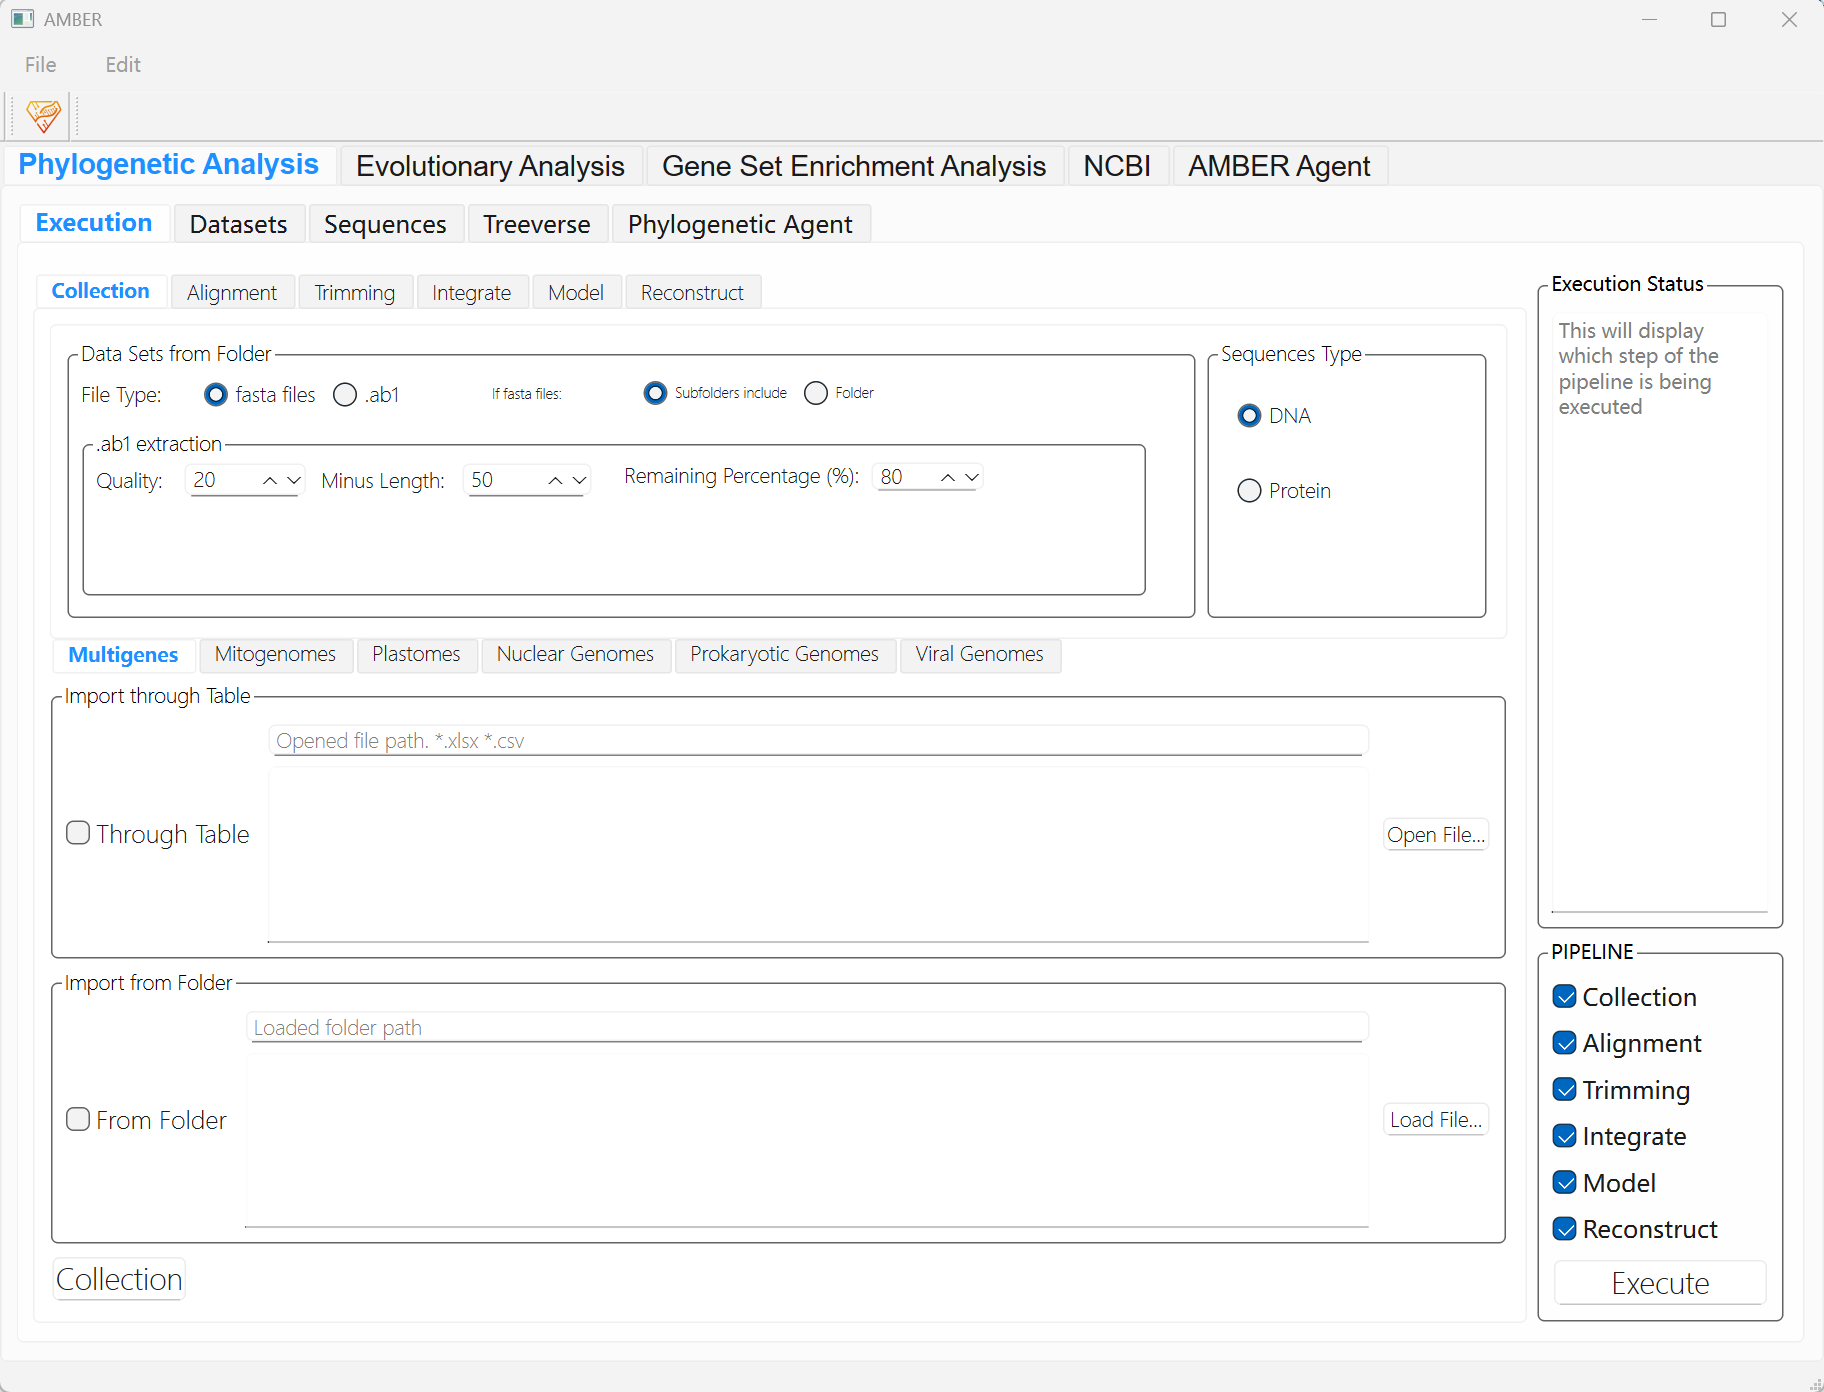 AMBER
File Edit
Phylogenetic Analysis Evolutionary Analysis Gene Set Enrichment Analysis NCBI AMBER Agent
Execution Datasets Sequences Treeverse Phylogenetic Agent
Collection Alignment Trimming Integrate Model Reconstruct
Data Sets from Folder
File Type: fasta files .ab1 If fasta files: Subfolders include Folder
.ab1 extraction
Quality: 20 Minus Length: 50 Remaining Percentage (%): 80
Sequences Type
DNA
Protein
Multigenes Mitogenomes Plastomes Nuclear Genomes Prokaryotic Genomes Viral Genomes
Import through Table
Opened file path. *.xlsx *.csv
Through Table
Open File...
Import from Folder
Loaded folder path
From Folder
Load File...
Collection
Execution Status
This will display
which step of the
pipeline is being
executed
PIPELINE
Collection
Alignment
Trimming
Integrate
Model
Reconstruct
Execute